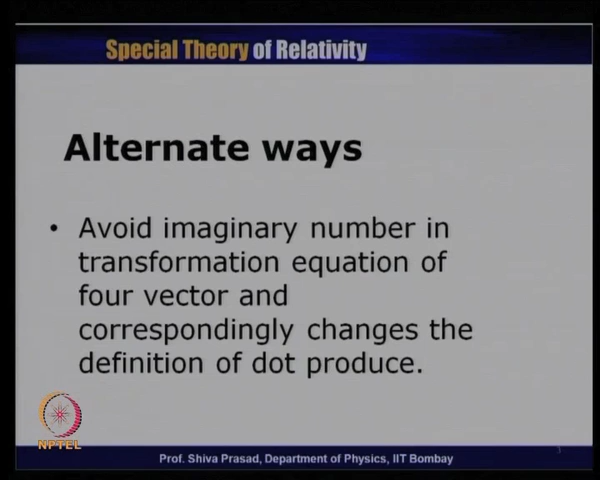 Special Theory of Relativity
Alternate ways
• Avoid imaginary number in
transformation equation of
four vector and
correspondingly changes the
definition of dot produce.
NPTEL
Prof. Shiva Prasad, Department of Physics, IIT Bombay
3